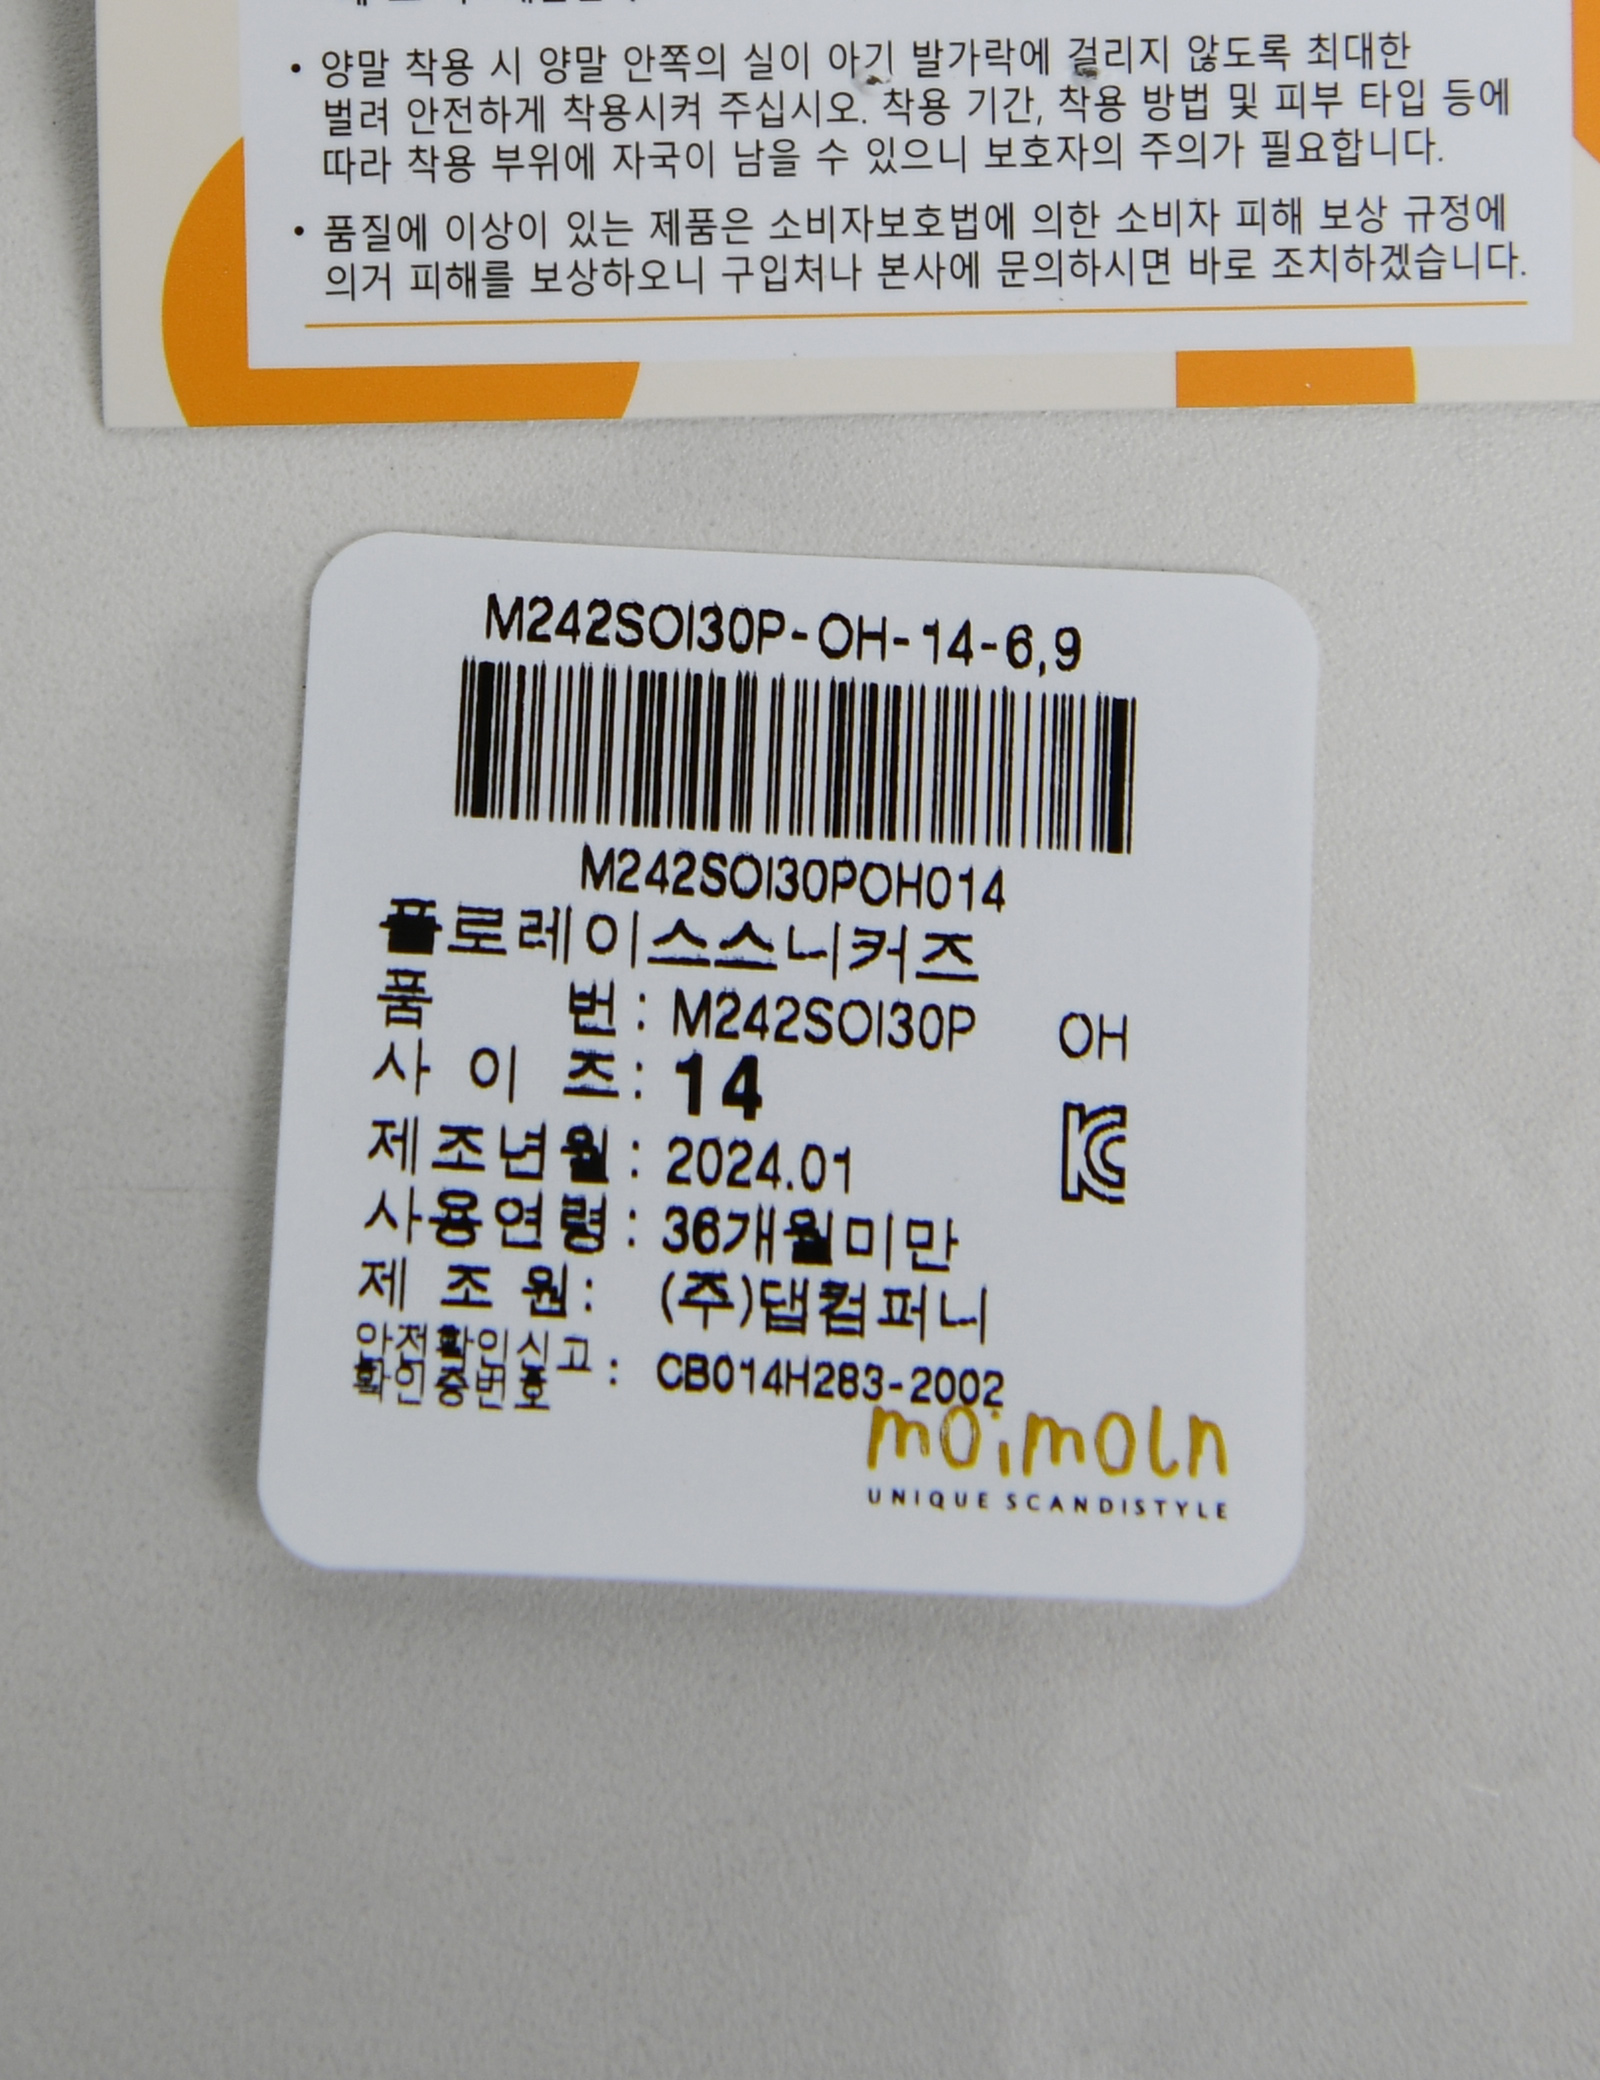 • 양말 착용 시 양말 안쪽의 실이 아기 발가락에 걸리지 않도록 최대한
벌려 안전하게 착용시켜 주십시오. 착용 기간, 착용 방법 및 피부 타입 등에
따라 착용 부위에 자국이 남을 수 있으니 보호자의 주의가 필요합니다.
• 품질에 이상이 있는 제품은 소비자보호법에 의한 소비자 피해 보상 규정에
의거 피해를 보상하오니 구입처나 본사에 문의하시면 바로 조치하겠습니다.
M242SOI30P-OH-14-6,9
M242SOI30POH014
플로레이스스니커즈
품 번: M242SOI30P OH
사 이 즈: 14
제조년월: 2024.01
KC
사용연령: 36개월미만
제 조 원: (주)댑컴퍼니
안전확인신고
확인증번호 : CB014H283-2002
moimoln
UNIQUE SCANDISTYLE